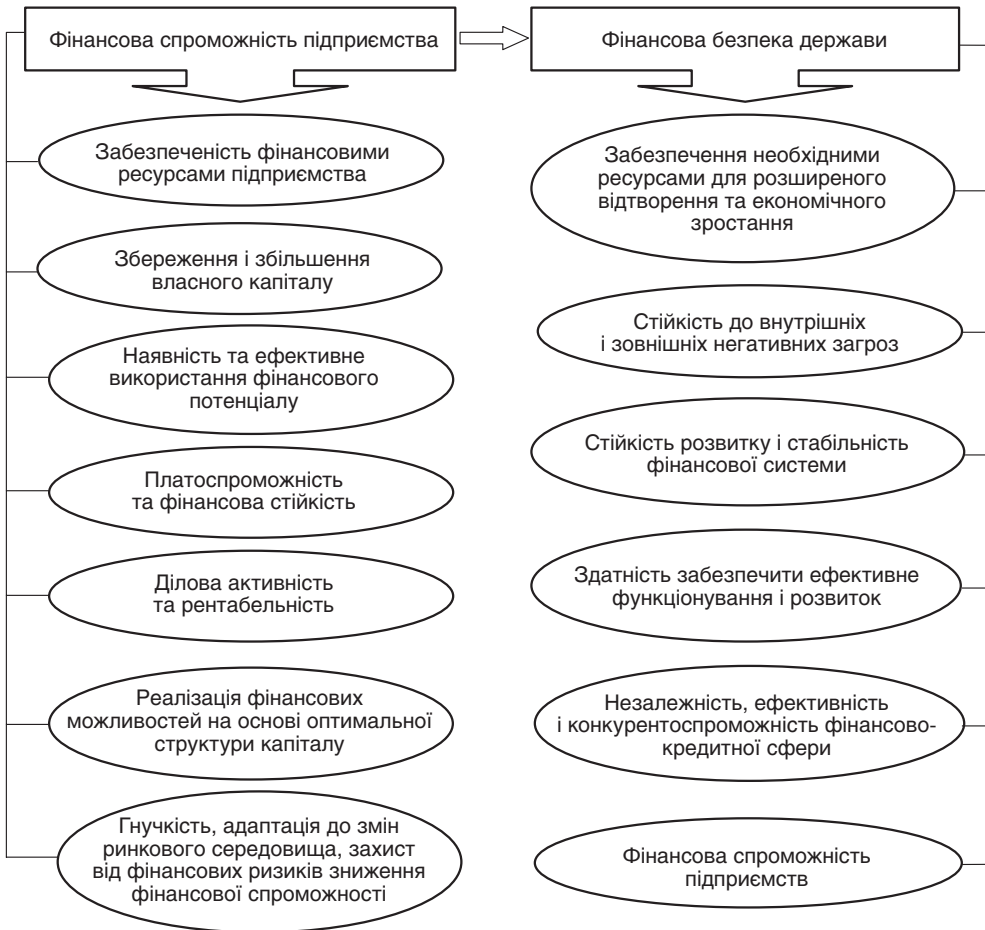 Фінансова спроможність підприємства
Забезпеченість фінансовими
ресурсами підприємства
Збереження і збільшення
власного капіталу
Наявність та ефективне
використання фінансового
потенціалу
Платоспроможність
та фінансова стійкість
Ділова активність
та рентабельність
Реалізація фінансових
можливостей на основі оптимальної
структури капіталу
Гнучкість, адаптація до змін
ринкового середовища, захист
від фінансових ризиків зниження
фінансової спроможності
Фінансова безпека держави
Забезпечення необхідними
ресурсами для розширеного
відтворення та економічного
зростання
Стійкість до внутрішніх
і зовнішніх негативних загроз
Стійкість розвитку і стабільність
фінансової системи
Здатність забезпечити ефективне
функціонування і розвиток
Незалежність, ефективність
і конкурентоспроможність фінансово-
кредитної сфери
Фінансова спроможність
підприємств